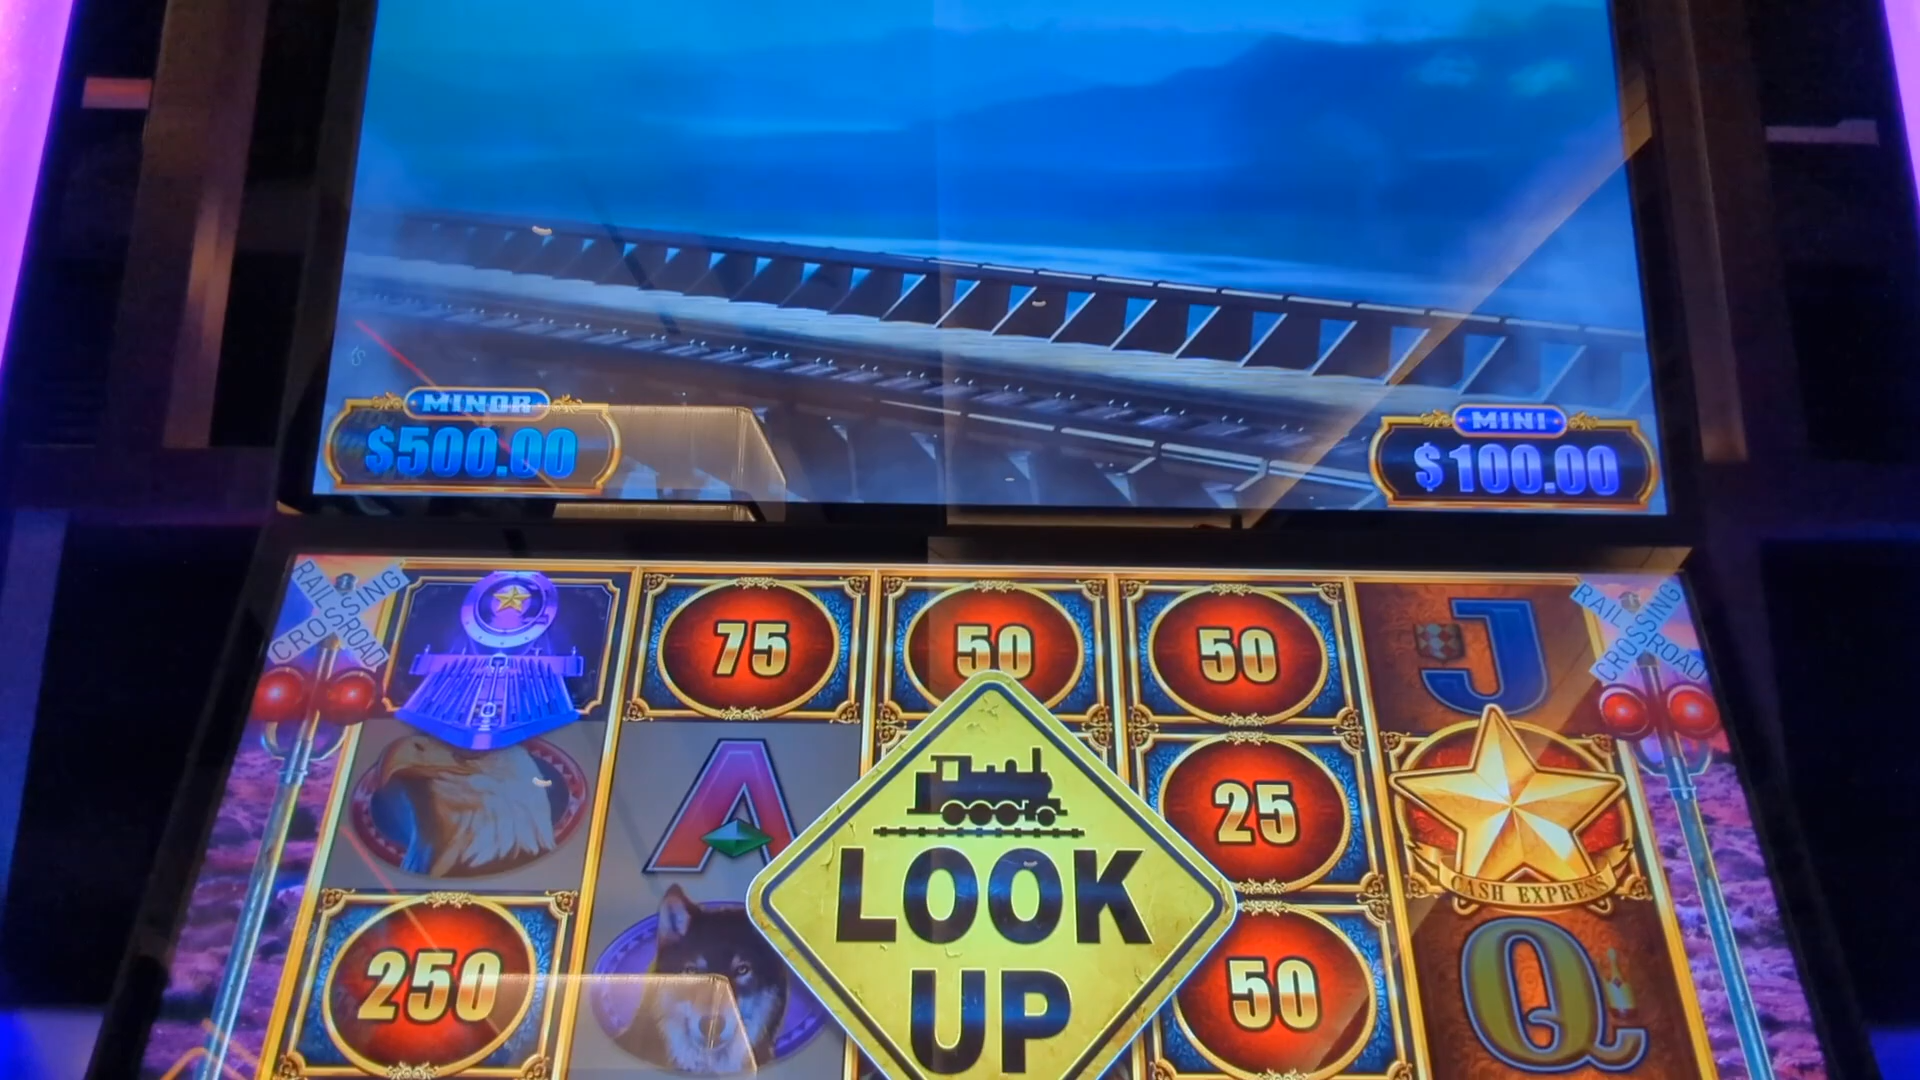 MINOR
$500.00
MINI
$100.00
RAILROAD
CROSSING
RAILROAD
CROSSING
75
50
50
J
A
25
CASH EXPRESS
250
50
Q
LOOK
UP